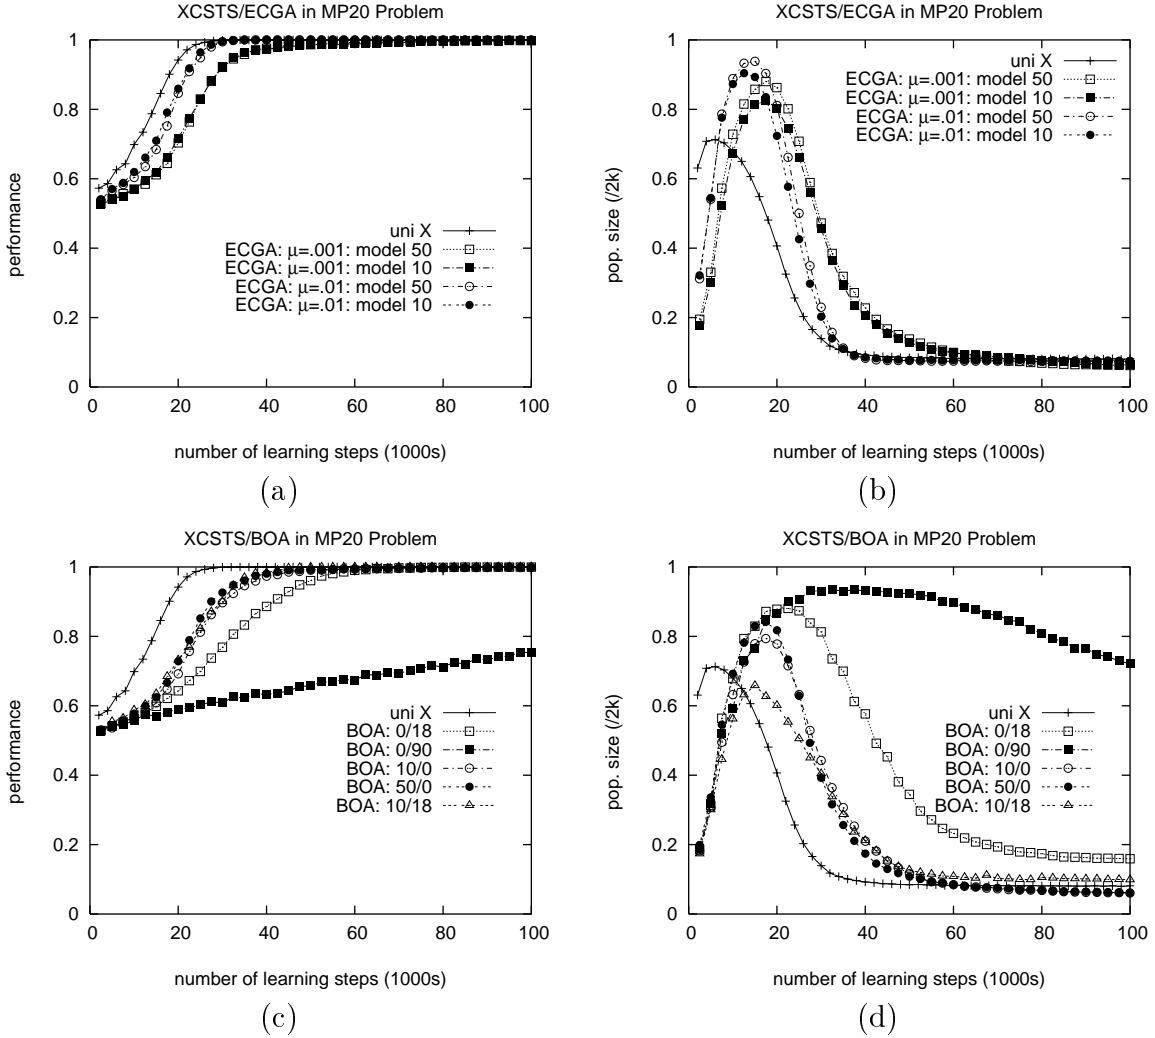 XCSTS/ECGA in MP20 Problem
1
0.8
0.6
0.4
0.2
0
performance
uni X
ECGA: μ=.001: model 50
ECGA: μ=.001: model 10
ECGA: μ=.01: model 50
ECGA: μ=.01: model 10
0 20 40 60 80 100
number of learning steps (1000s)
(a)
XCSTS/ECGA in MP20 Problem
1
0.8
0.6
0.4
0.2
0
pop. size (/2k)
uni X
ECGA: μ=.001: model 50
ECGA: μ=.001: model 10
ECGA: μ=.01: model 50
ECGA: μ=.01: model 10
0 20 40 60 80 100
number of learning steps (1000s)
(b)
XCSTS/BOA in MP20 Problem
1
0.8
0.6
0.4
0.2
0
performance
uni X
BOA: 0/18
BOA: 0/90
BOA: 10/0
BOA: 50/0
BOA: 10/18
0 20 40 60 80 100
number of learning steps (1000s)
(c)
XCSTS/BOA in MP20 Problem
1
0.8
0.6
0.4
0.2
0
pop. size (/2k)
uni X
BOA: 0/18
BOA: 0/90
BOA: 10/0
BOA: 50/0
BOA: 10/18
0 20 40 60 80 100
number of learning steps (1000s)
(d)